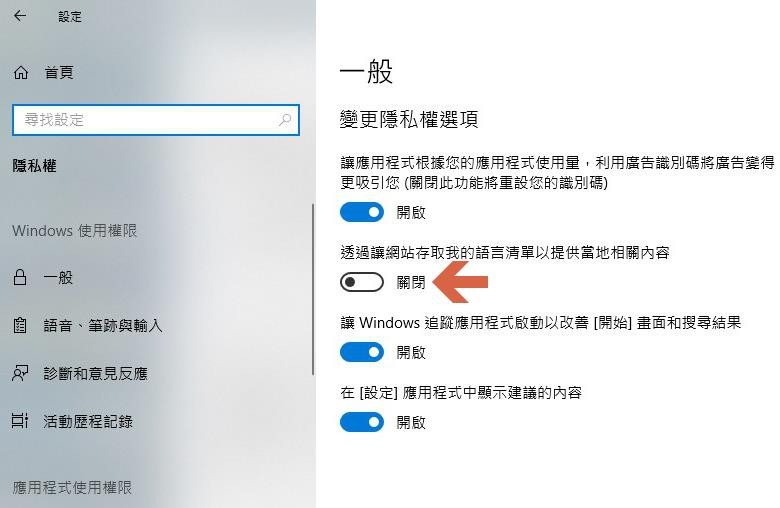 設定
首頁
尋找設定
隱私權
Windows 使用權限
一般
語音、筆跡與輸入
診斷和意見反應
活動歷程記錄
應用程式使用權限
一般
變更隱私權選項
讓應用程式根據您的應用程式使用量，利用廣告識別碼將廣告變得
更吸引您 (關閉此功能將重設您的識別碼)
開啟
透過讓網站存取我的語言清單以提供當地相關內容
關閉
讓 Windows 追蹤應用程式啟動以改善 [開始] 畫面和搜尋結果
開啟
在 [設定] 應用程式中顯示建議的內容
開啟